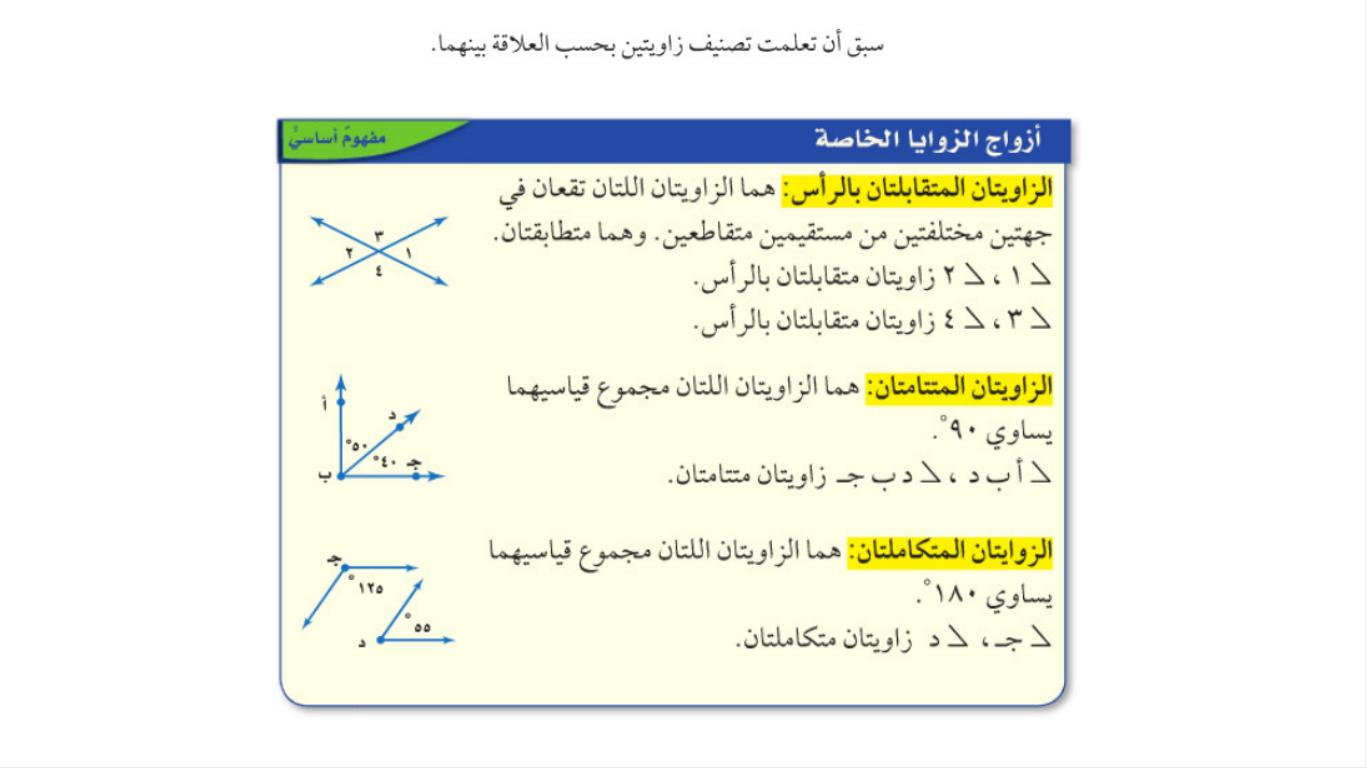 سبق أن تعلمت تصنيف زاويتين بحسب العلاقة بينهما.
أزواج الزوايا الخاصة
مفهومٌ أساسيٌّ
الزاويتان المتقابلتان بالرأس: هما الزاويتان اللتان تقعان في
جهتين مختلفتين من مستقيمين متقاطعين. وهما متطابقتان.
∠ ١ ، ∠ ٢ زاويتان متقابلتان بالرأس.
∠ ٣، ∠ ٤ زاويتان متقابلتان بالرأس.
٣
١
٢
٤
الزاويتان المتتامتان: هما الزاويتان اللتان مجموع قياسيهما
يساوي ٩٠°.
∠ أ ب د ، ∠ د ب جـ زاويتان متتامتان.
أ
د
٥٠°
٤٠°
جـ
ب
الزوايتان المتكاملتان: هما الزاويتان اللتان مجموع قياسيهما
يساوي ١٨٠°.
∠ جـ، ∠ د زاويتان متكاملتان.
جـ
١٢٥°
٥٥°
د